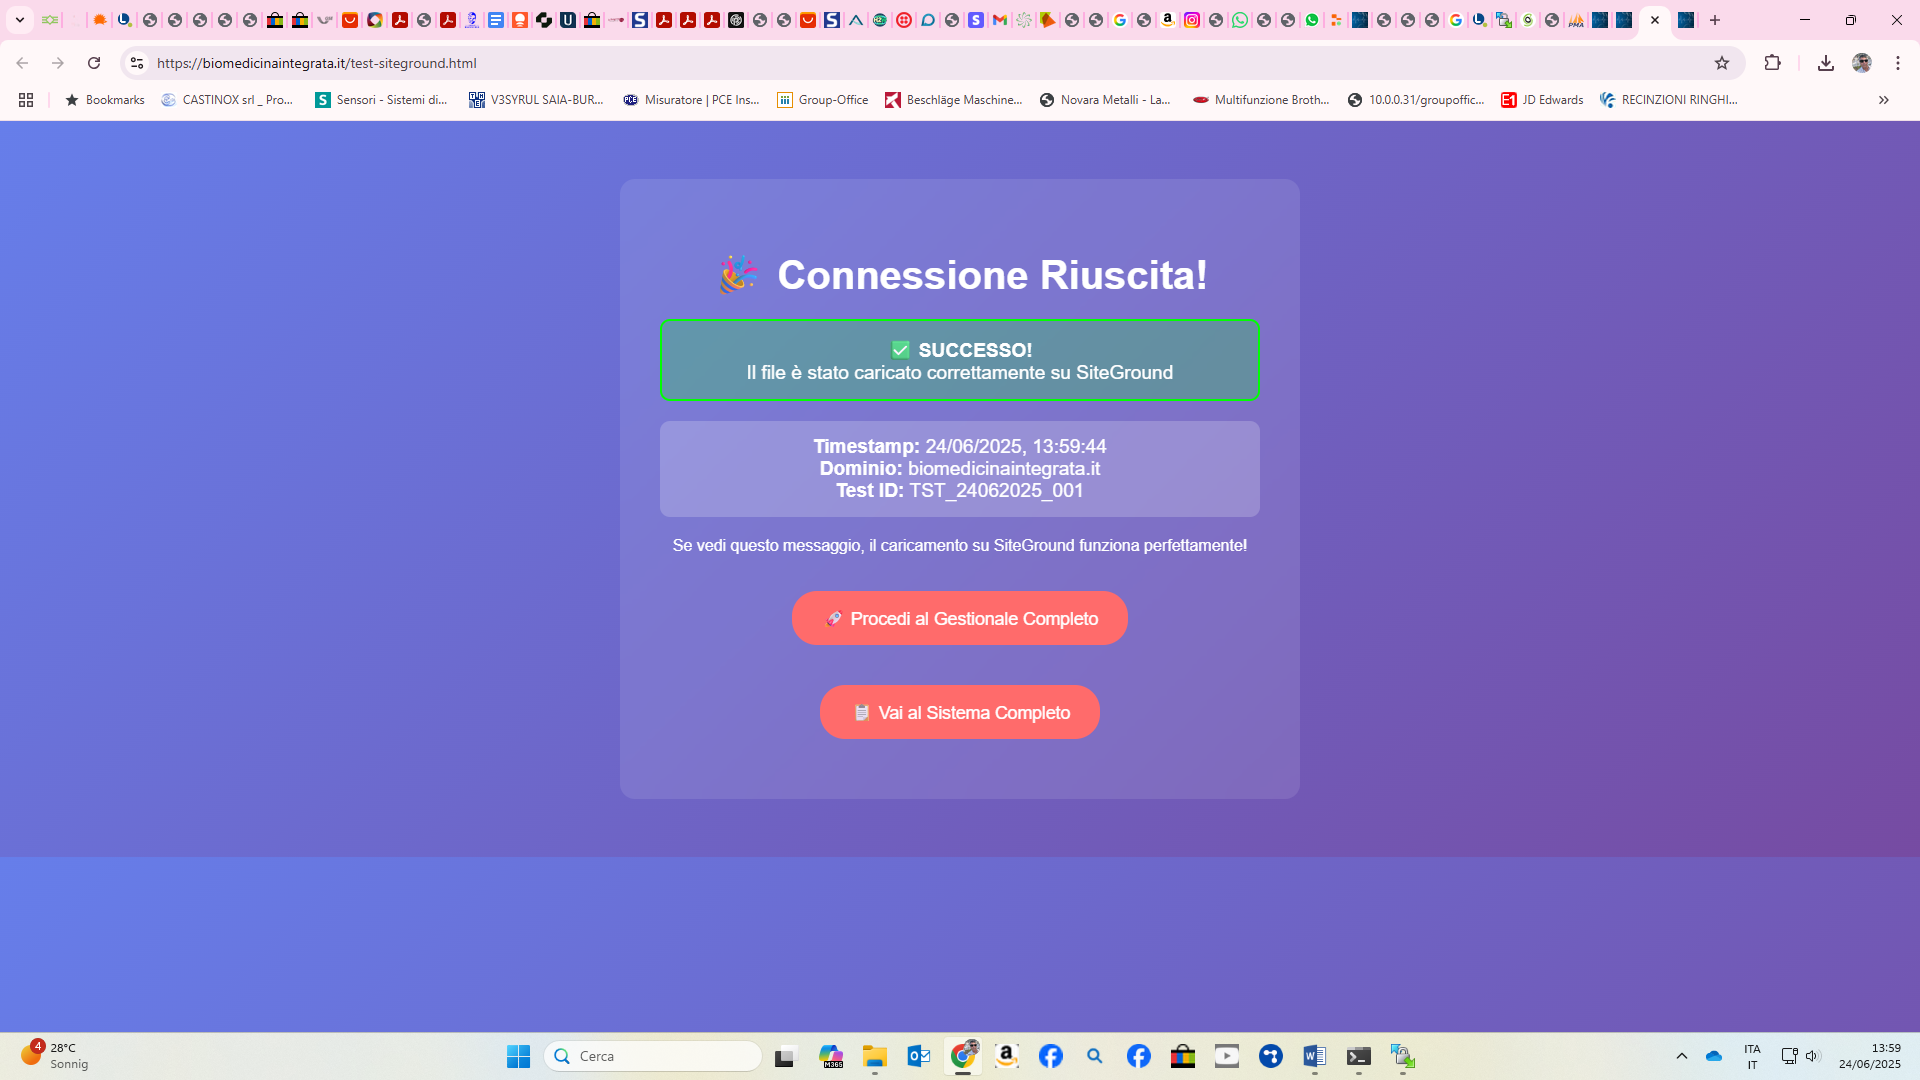 https://biomedicinaintegrata.it/test-siteground.html
Bookmarks
CASTINOX srl _ Pro...
Sensori - Sistemi di...
V3SYRUL SAIA-BUR...
Misuratore | PCE Ins...
Group-Office
Beschläge Maschine...
Novara Metalli - La...
Multifunzione Broth...
10.0.0.31/groupoffic...
JD Edwards
RECINZIONI RINGHI...
🎉 Connessione Riuscita!
✅ SUCCESSO!
Il file è stato caricato correttamente su SiteGround
Timestamp: 24/06/2025, 13:59:44
Dominio: biomedicinaintegrata.it
Test ID: TST_24062025_001
Se vedi questo messaggio, il caricamento su SiteGround funziona perfettamente!
🚀 Procedi al Gestionale Completo
📋 Vai al Sistema Completo
4
28°C
Sonnig
Cerca
M365
ITA
IT
13:59
24/06/2025